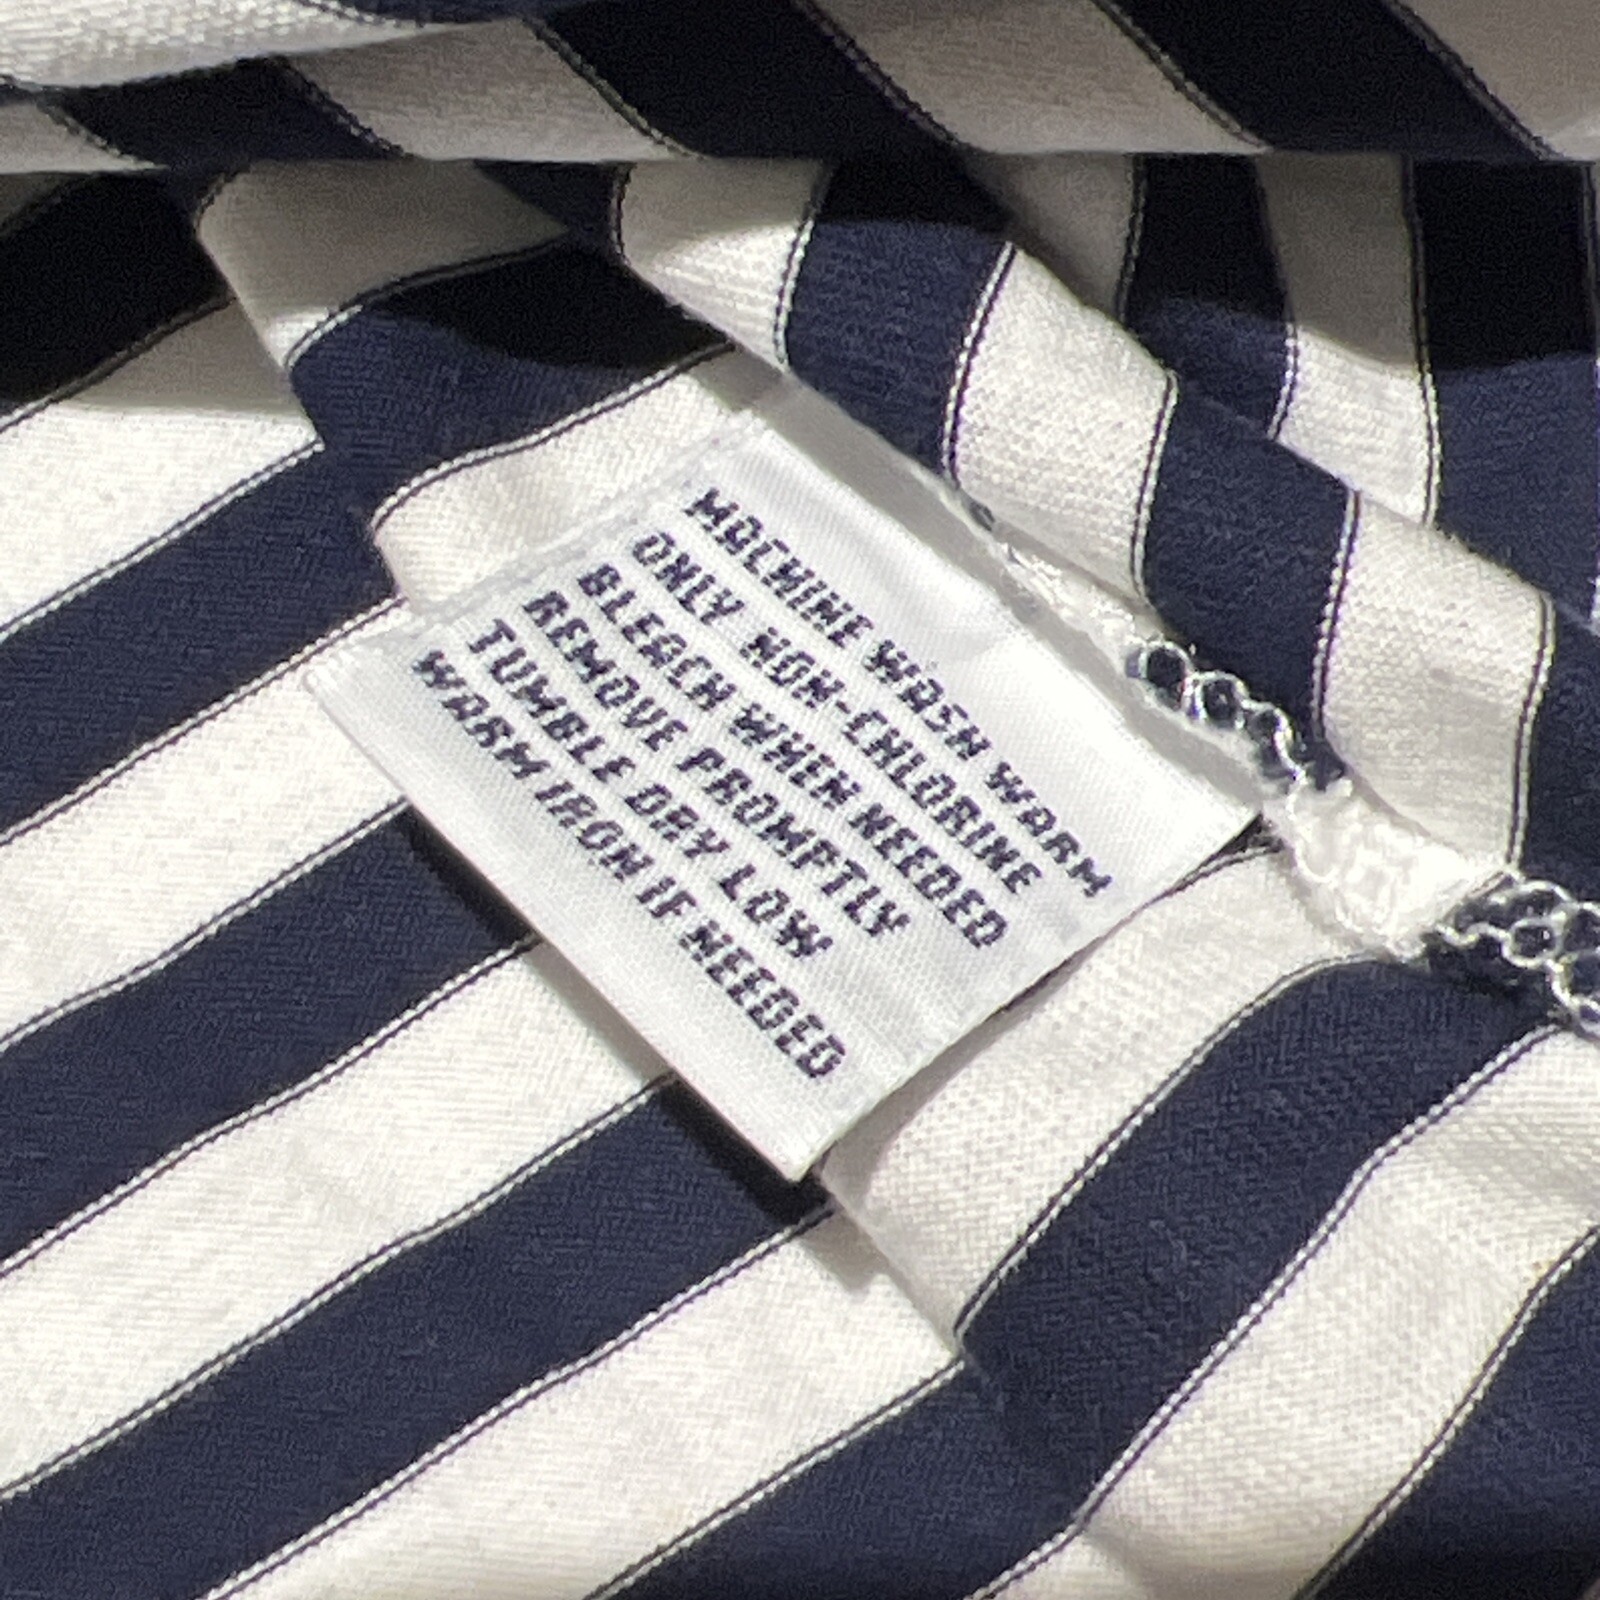 MACHINE WASH WARM
ONLY NON-CHLORINE
BLEACH WHEN NEEDED
REMOVE PROMPTLY
TUMBLE DRY LOW
WARM IRON IF NEEDED